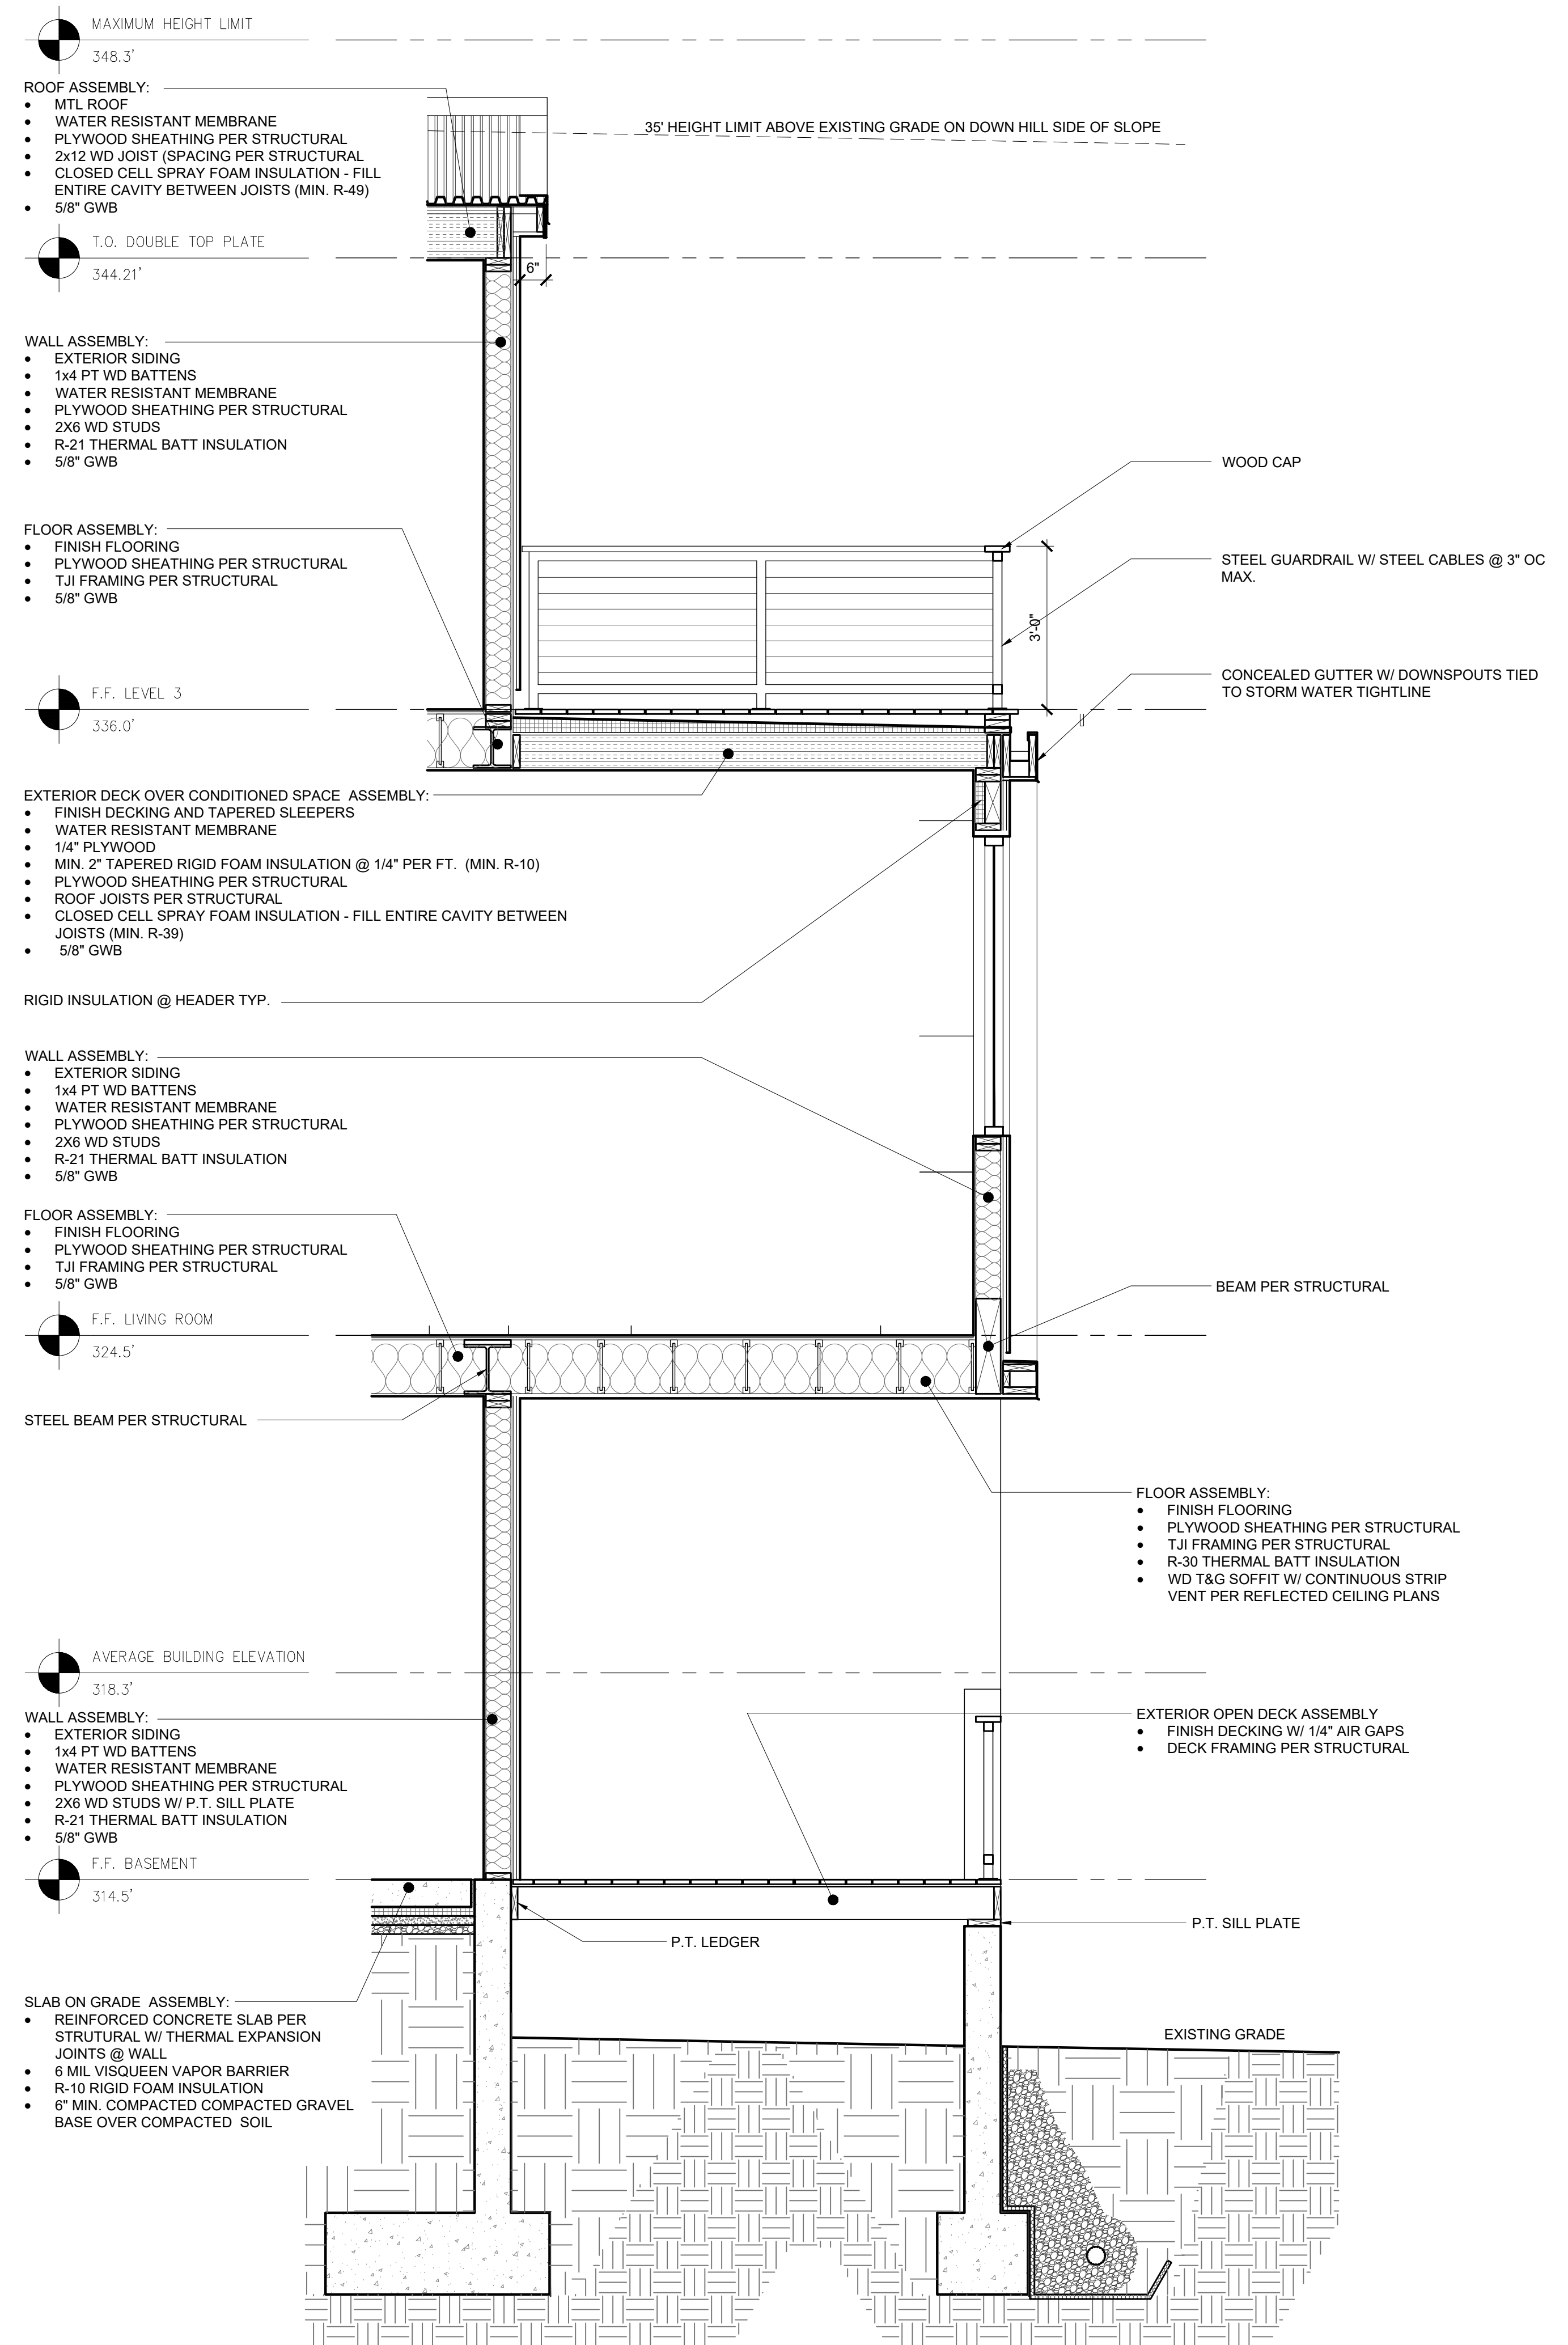 MAXIMUM HEIGHT LIMIT
348.3'
ROOF ASSEMBLY:
• MTL ROOF
• WATER RESISTANT MEMBRANE
• PLYWOOD SHEATHING PER STRUCTURAL
• 2x12 WD JOIST (SPACING PER STRUCTURAL
• CLOSED CELL SPRAY FOAM INSULATION - FILL
ENTIRE CAVITY BETWEEN JOISTS (MIN. R-49)
• 5/8" GWB
35' HEIGHT LIMIT ABOVE EXISTING GRADE ON DOWN HILL SIDE OF SLOPE
T.O. DOUBLE TOP PLATE
344.21'
6"
WALL ASSEMBLY:
• EXTERIOR SIDING
• 1x4 PT WD BATTENS
• WATER RESISTANT MEMBRANE
• PLYWOOD SHEATHING PER STRUCTURAL
• 2X6 WD STUDS
• R-21 THERMAL BATT INSULATION
• 5/8" GWB
WOOD CAP
FLOOR ASSEMBLY:
• FINISH FLOORING
• PLYWOOD SHEATHING PER STRUCTURAL
• TJI FRAMING PER STRUCTURAL
• 5/8" GWB
STEEL GUARDRAIL W/ STEEL CABLES @ 3" OC
MAX.
3'-0"
CONCEALED GUTTER W/ DOWNSPOUTS TIED
TO STORM WATER TIGHTLINE
F.F. LEVEL 3
336.0'
EXTERIOR DECK OVER CONDITIONED SPACE ASSEMBLY:
• FINISH DECKING AND TAPERED SLEEPERS
• WATER RESISTANT MEMBRANE
• 1/4" PLYWOOD
• MIN. 2" TAPERED RIGID FOAM INSULATION @ 1/4" PER FT. (MIN. R-10)
• PLYWOOD SHEATHING PER STRUCTURAL
• ROOF JOISTS PER STRUCTURAL
• CLOSED CELL SPRAY FOAM INSULATION - FILL ENTIRE CAVITY BETWEEN
JOISTS (MIN. R-39)
• 5/8" GWB
RIGID INSULATION @ HEADER TYP.
WALL ASSEMBLY:
• EXTERIOR SIDING
• 1x4 PT WD BATTENS
• WATER RESISTANT MEMBRANE
• PLYWOOD SHEATHING PER STRUCTURAL
• 2X6 WD STUDS
• R-21 THERMAL BATT INSULATION
• 5/8" GWB
FLOOR ASSEMBLY:
• FINISH FLOORING
• PLYWOOD SHEATHING PER STRUCTURAL
• TJI FRAMING PER STRUCTURAL
• 5/8" GWB
BEAM PER STRUCTURAL
F.F. LIVING ROOM
324.5'
STEEL BEAM PER STRUCTURAL
FLOOR ASSEMBLY:
• FINISH FLOORING
• PLYWOOD SHEATHING PER STRUCTURAL
• TJI FRAMING PER STRUCTURAL
• R-30 THERMAL BATT INSULATION
• WD T&G SOFFIT W/ CONTINUOUS STRIP
VENT PER REFLECTED CEILING PLANS
AVERAGE BUILDING ELEVATION
318.3'
WALL ASSEMBLY:
• EXTERIOR SIDING
• 1x4 PT WD BATTENS
• WATER RESISTANT MEMBRANE
• PLYWOOD SHEATHING PER STRUCTURAL
• 2X6 WD STUDS W/ P.T. SILL PLATE
• R-21 THERMAL BATT INSULATION
• 5/8" GWB
EXTERIOR OPEN DECK ASSEMBLY
• FINISH DECKING W/ 1/4" AIR GAPS
• DECK FRAMING PER STRUCTURAL
F.F. BASEMENT
314.5'
P.T. SILL PLATE
P.T. LEDGER
SLAB ON GRADE ASSEMBLY:
• REINFORCED CONCRETE SLAB PER
STRUTURAL W/ THERMAL EXPANSION
JOINTS @ WALL
• 6 MIL VISQUEEN VAPOR BARRIER
• R-10 RIGID FOAM INSULATION
• 6" MIN. COMPACTED COMPACTED GRAVEL
BASE OVER COMPACTED SOIL
EXISTING GRADE